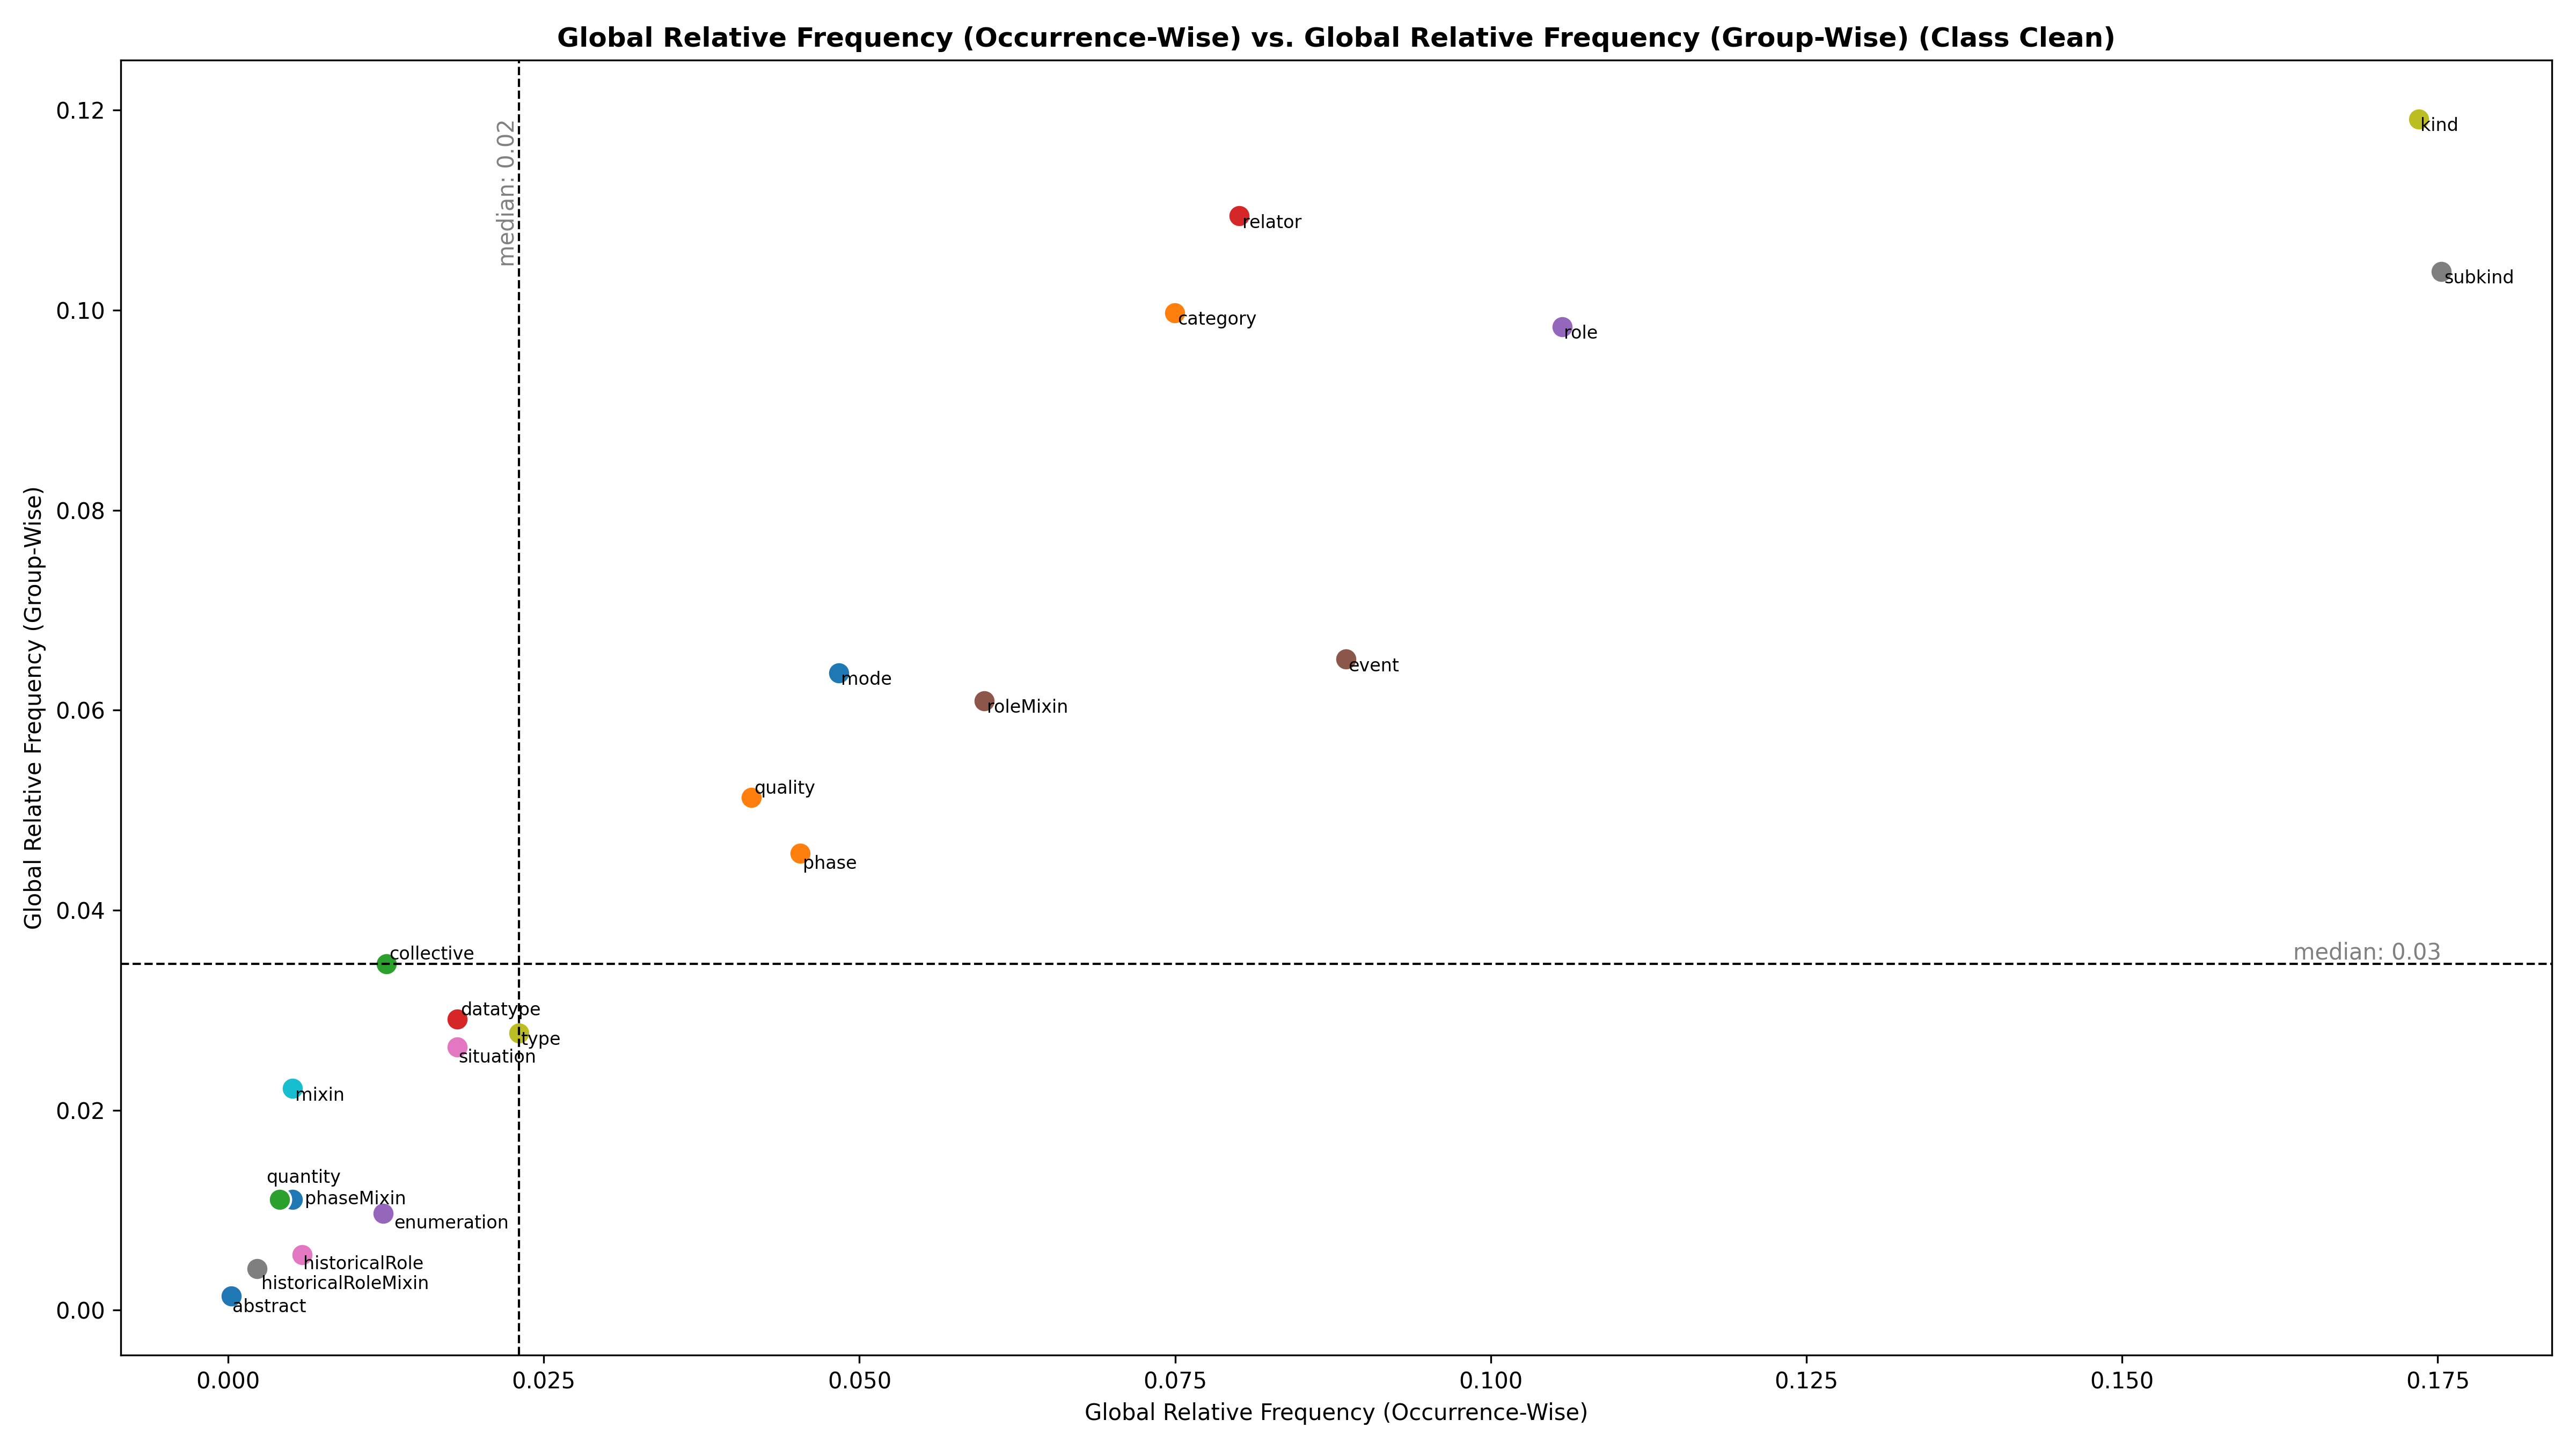 Global Relative Frequency (Occurrence-Wise) vs. Global Relative Frequency (Group-Wise) (Class Clean)
Global Relative Frequency (Group-Wise)
0.12
0.10
0.08
0.06
0.04
0.02
0.00
median: 0.02
kind
relator
subkind
category
role
event
mode
roleMixin
quality
phase
collective
median: 0.03
datatype
type
situation
mixin
quantity
phaseMixin
enumeration
historicalRole
historicalRoleMixin
abstract
0.000
0.025
0.050
0.075
0.100
0.125
0.150
0.175
Global Relative Frequency (Occurrence-Wise)